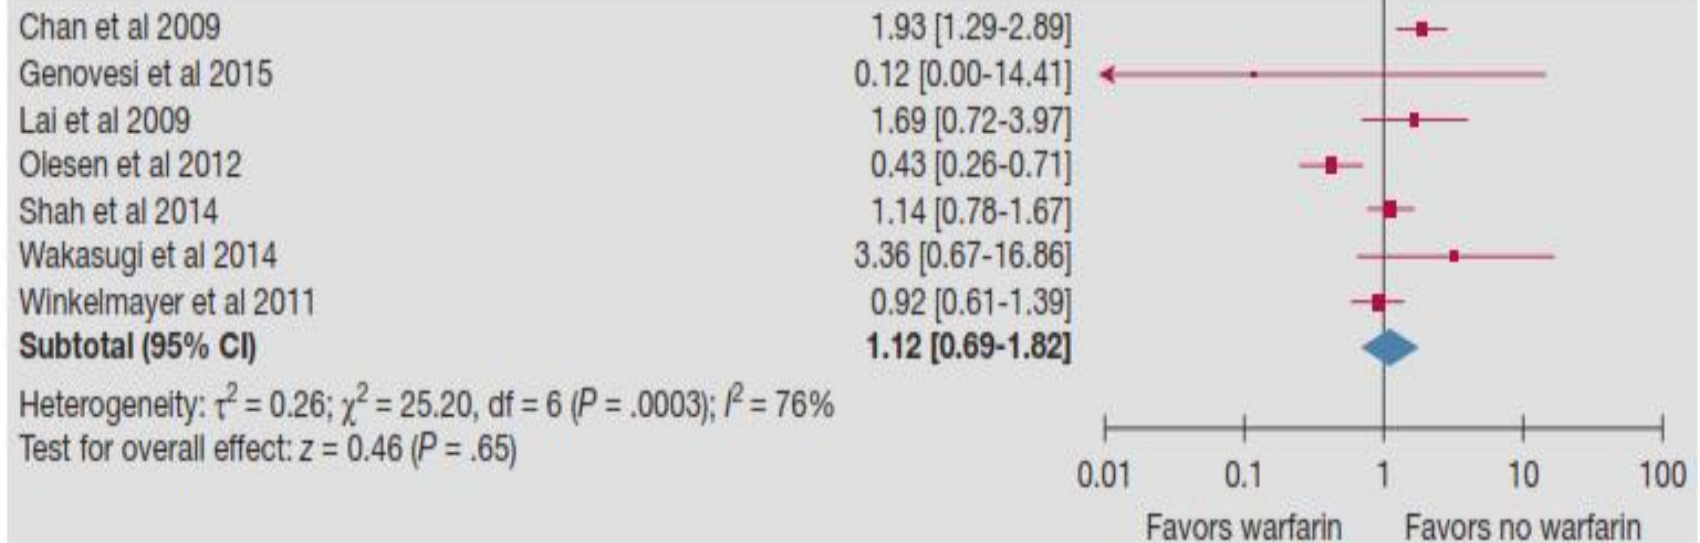 Chan et al 2009 1.93 [1.29-2.89]
Genovesi et al 2015 0.12 [0.00-14.41]
Lai et al 2009 1.69 [0.72-3.97]
Olesen et al 2012 0.43 [0.26-0.71]
Shah et al 2014 1.14 [0.78-1.67]
Wakasugi et al 2014 3.36 [0.67-16.86]
Winkelmayer et al 2011 0.92 [0.61-1.39]
Subtotal (95% CI) 1.12 [0.69-1.82]
Heterogeneity: τ² = 0.26; χ² = 25.20, df = 6 (P = .0003); I² = 76%
Test for overall effect: z = 0.46 (P = .65)
0.01 0.1 1 10 100
Favors warfarin Favors no warfarin